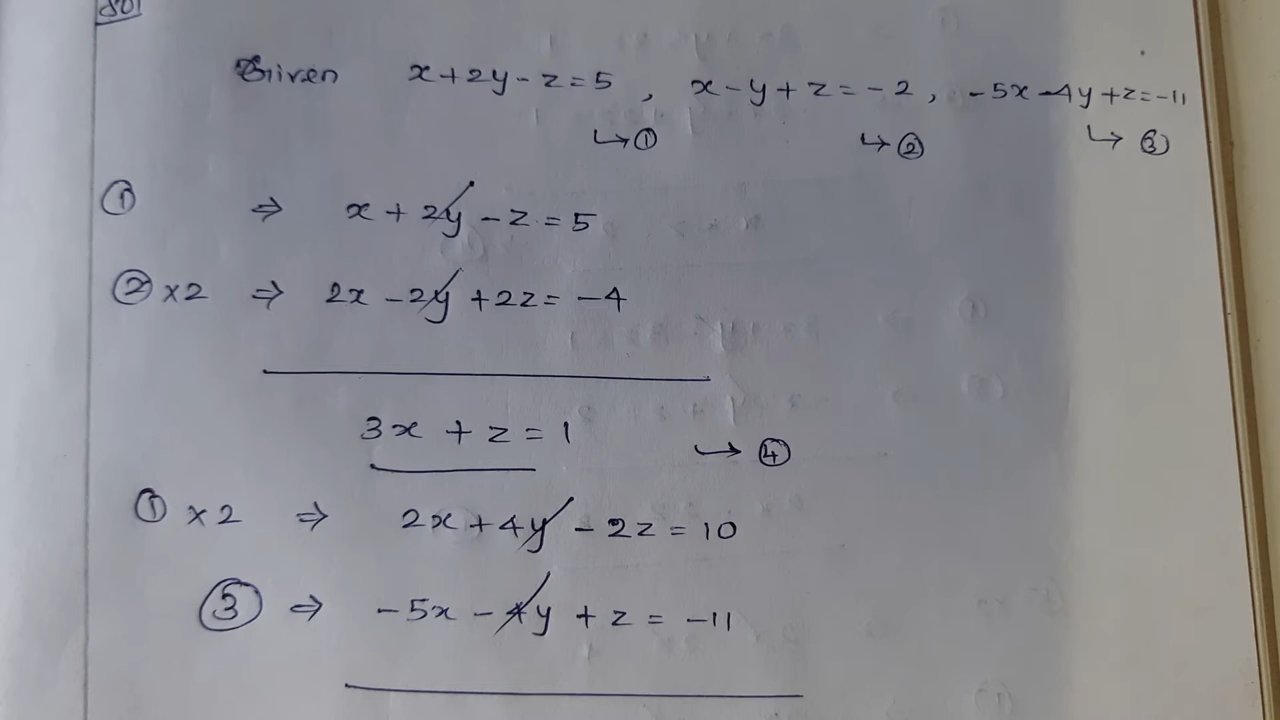 Sol
Given x+2y-z=5 , x-y+z=-2, -5x-4y+z=-11
↳① ↳② ↳③
① ⇒ x+2y-z=5
②×2 ⇒ 2x-2y+2z=-4
3x+z=1 ↳④
①×2 ⇒ 2x+4y-2z=10
③ ⇒ -5x-4y+z=-11